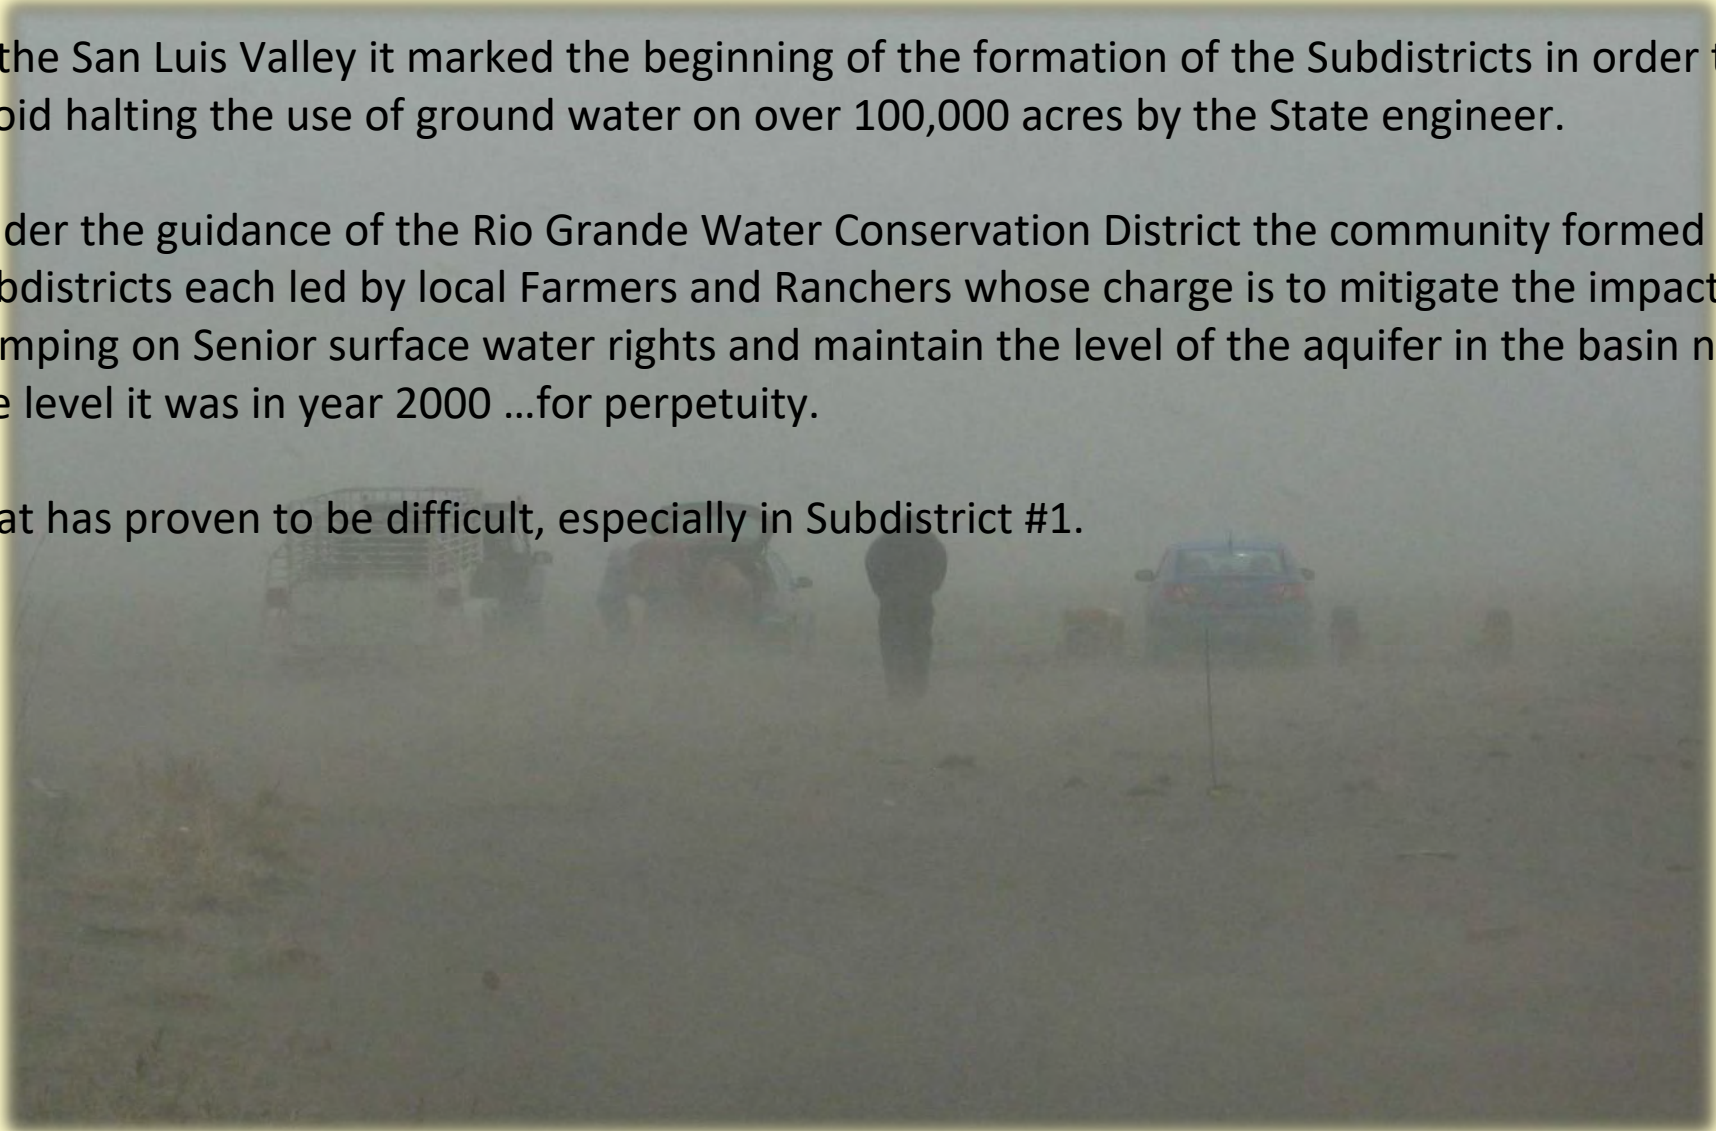 the San Luis Valley it marked the beginning of the formation of the Subdistricts in order t
oid halting the use of ground water on over 100,000 acres by the State engineer.
der the guidance of the Rio Grande Water Conservation District the community formed
bdistricts each led by local Farmers and Ranchers whose charge is to mitigate the impact
mping on Senior surface water rights and maintain the level of the aquifer in the basin n
e level it was in year 2000 …for perpetuity.
at has proven to be difficult, especially in Subdistrict #1.